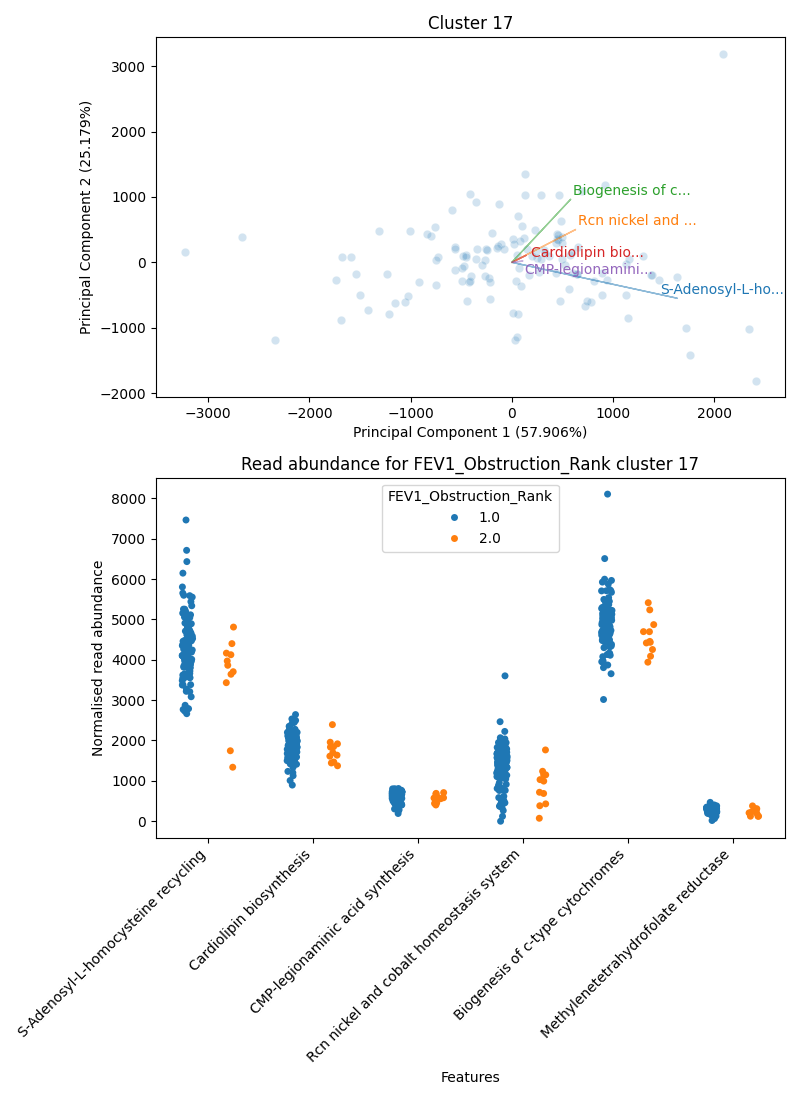 Cluster 17
3000
2000
1000
0
−1000
−2000
Principal Component 2 (25.179%)
Biogenesis of c...
Rcn nickel and ...
Cardiolipin bio...
CMP-legionamini...
S-Adenosyl-L-ho...
−3000
−2000
−1000
0
1000
2000
Principal Component 1 (57.906%)
Read abundance for FEV1_Obstruction_Rank cluster 17
8000
7000
6000
5000
4000
3000
2000
1000
0
Normalised read abundance
FEV1_Obstruction_Rank
1.0
2.0
S-Adenosyl-L-homocysteine recycling
Cardiolipin biosynthesis
CMP-legionaminic acid synthesis
Rcn nickel and cobalt homeostasis system
Biogenesis of c-type cytochromes
Methylenetetrahydrofolate reductase
Features